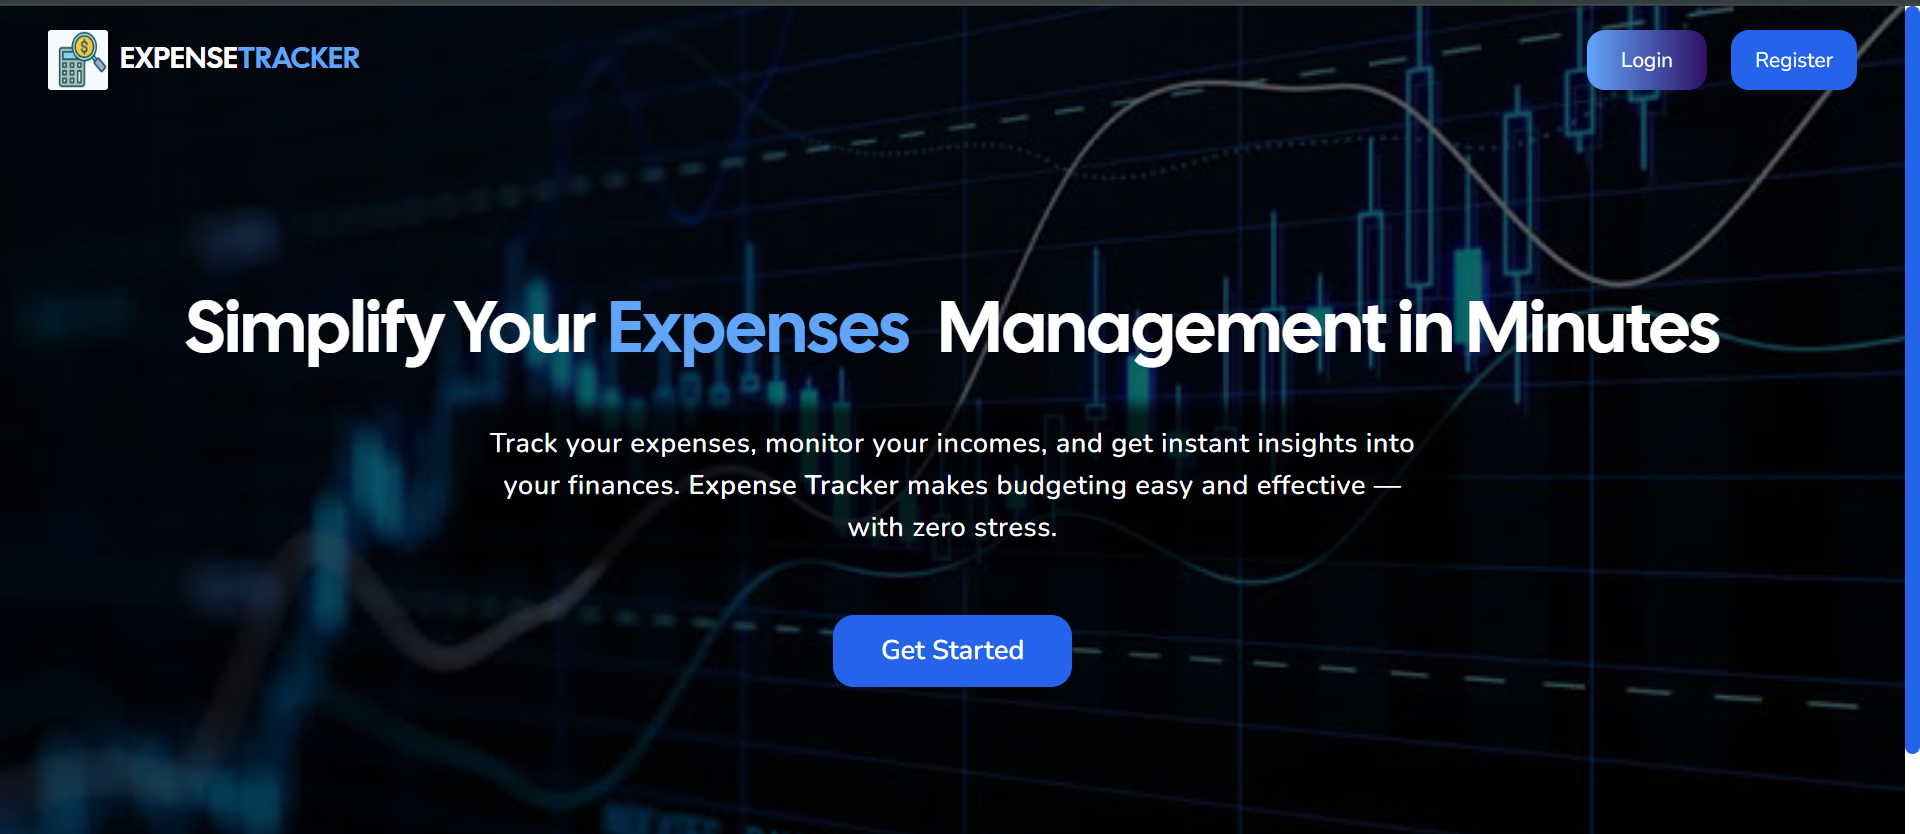 EXPENSETRACKER
Login
Register
Simplify Your Expenses Management in Minutes
Track your expenses, monitor your incomes, and get instant insights into
your finances. Expense Tracker makes budgeting easy and effective —
with zero stress.
Get Started